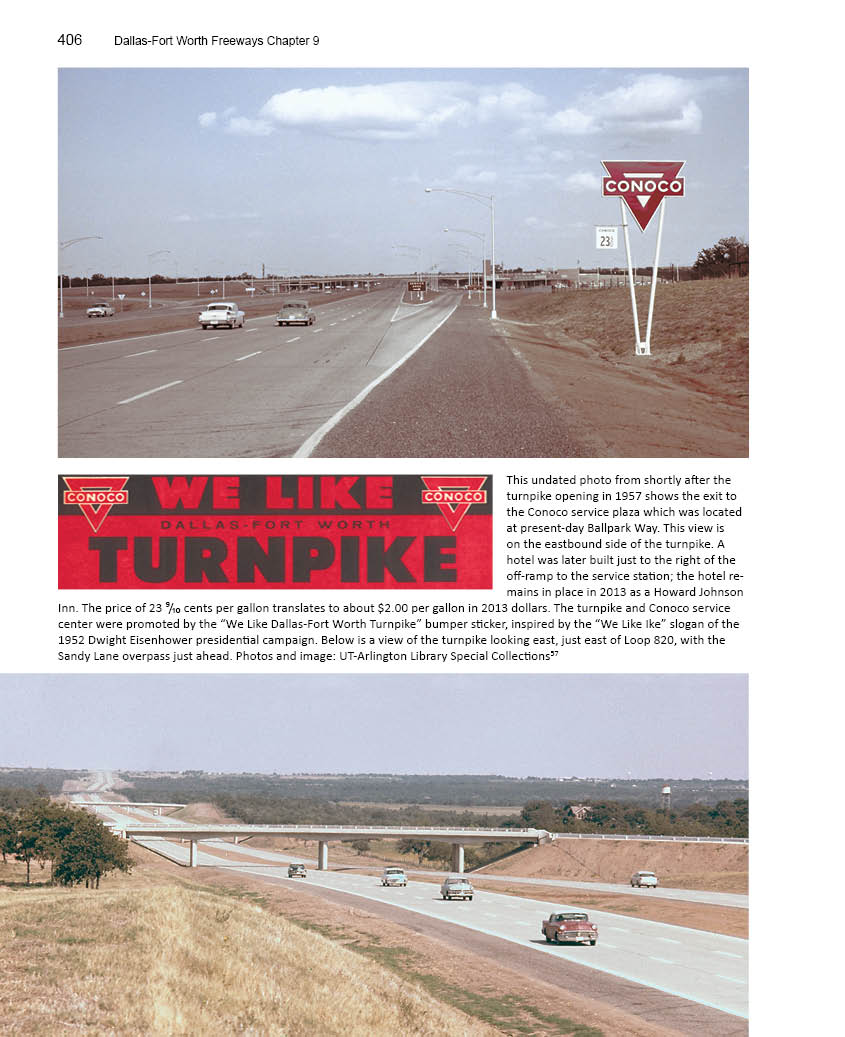 406 Dallas-Fort Worth Freeways Chapter 9
CONOCO
CONOCO
23⁹
CONOCO WE LIKE CONOCO
DALLAS-FORT WORTH
TURNPIKE
This undated photo from shortly after the
turnpike opening in 1957 shows the exit to
the Conoco service plaza which was located
at present-day Ballpark Way. This view is
on the eastbound side of the turnpike. A
hotel was later built just to the right of the
off-ramp to the service station; the hotel re-
mains in place in 2013 as a Howard Johnson
Inn. The price of 23 ⁹/₁₀ cents per gallon translates to about $2.00 per gallon in 2013 dollars. The turnpike and Conoco service
center were promoted by the “We Like Dallas-Fort Worth Turnpike” bumper sticker, inspired by the “We Like Ike” slogan of the
1952 Dwight Eisenhower presidential campaign. Below is a view of the turnpike looking east, just east of Loop 820, with the
Sandy Lane overpass just ahead. Photos and image: UT-Arlington Library Special Collections⁵⁷